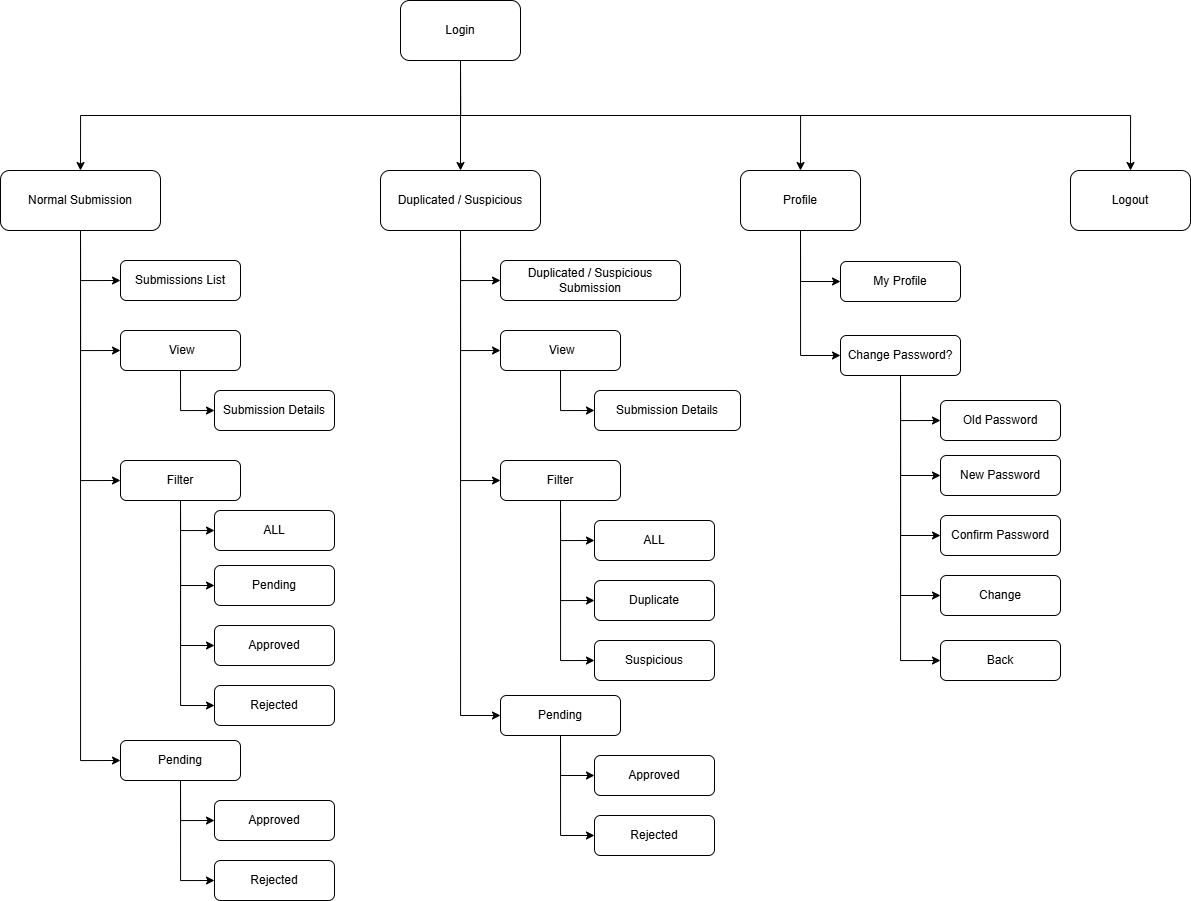 Login
Normal Submission
Duplicated / Suspicious
Profile
Logout
Submissions List
View
Submission Details
Filter
ALL
Pending
Approved
Rejected
Pending
Approved
Rejected
Duplicated / Suspicious
Submission
View
Submission Details
Filter
ALL
Duplicate
Suspicious
Pending
Approved
Rejected
My Profile
Change Password?
Old Password
New Password
Confirm Password
Change
Back